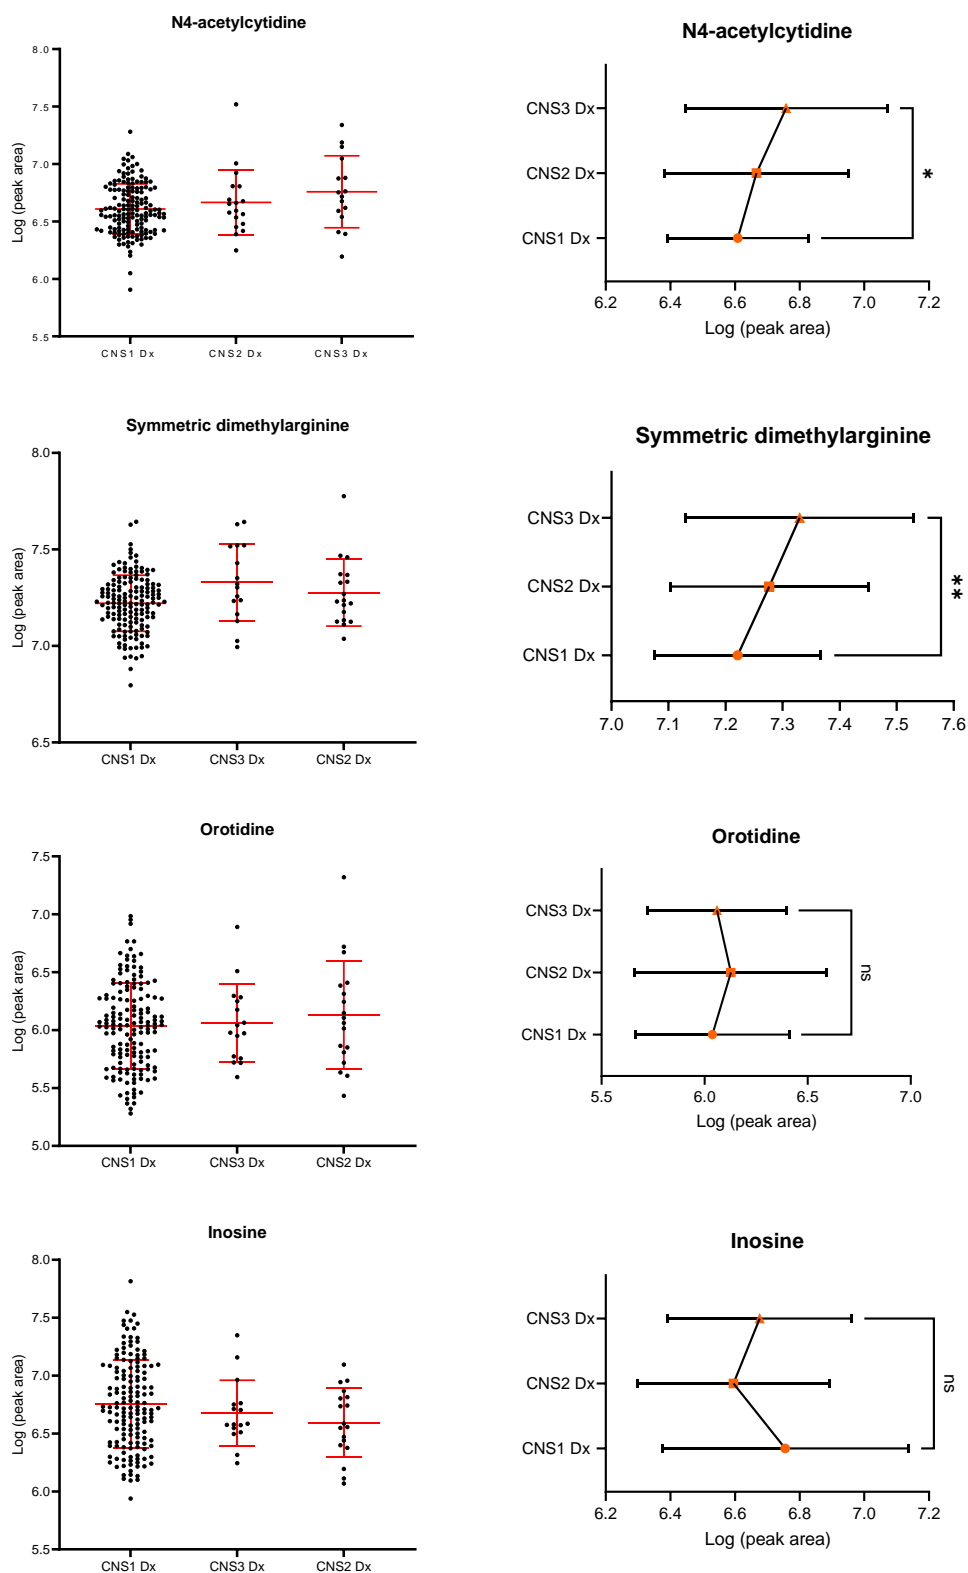 N4-acetylcytidine
8.0
7.5
7.0
6.5
6.0
5.5
Log (peak area)
CNS1 Dx CNS2 Dx CNS3 Dx
N4-acetylcytidine
CNS3 Dx
CNS2 Dx
CNS1 Dx
*
6.2 6.4 6.6 6.8 7.0 7.2
Log (peak area)
Symmetric dimethylarginine
8.0
7.5
7.0
6.5
Log (peak area)
CNS1 Dx CNS3 Dx CNS2 Dx
Symmetric dimethylarginine
CNS3 Dx
CNS2 Dx
CNS1 Dx
**
7.0 7.1 7.2 7.3 7.4 7.5 7.6
Log (peak area)
Orotidine
7.5
7.0
6.5
6.0
5.5
5.0
Log (peak area)
CNS1 Dx CNS3 Dx CNS2 Dx
Orotidine
CNS3 Dx
CNS2 Dx
CNS1 Dx
ns
5.5 6.0 6.5 7.0
Log (peak area)
Inosine
8.0
7.5
7.0
6.5
6.0
5.5
Log (peak area)
CNS1 Dx CNS3 Dx CNS2 Dx
Inosine
CNS3 Dx
CNS2 Dx
CNS1 Dx
ns
6.2 6.4 6.6 6.8 7.0 7.2
Log (peak area)